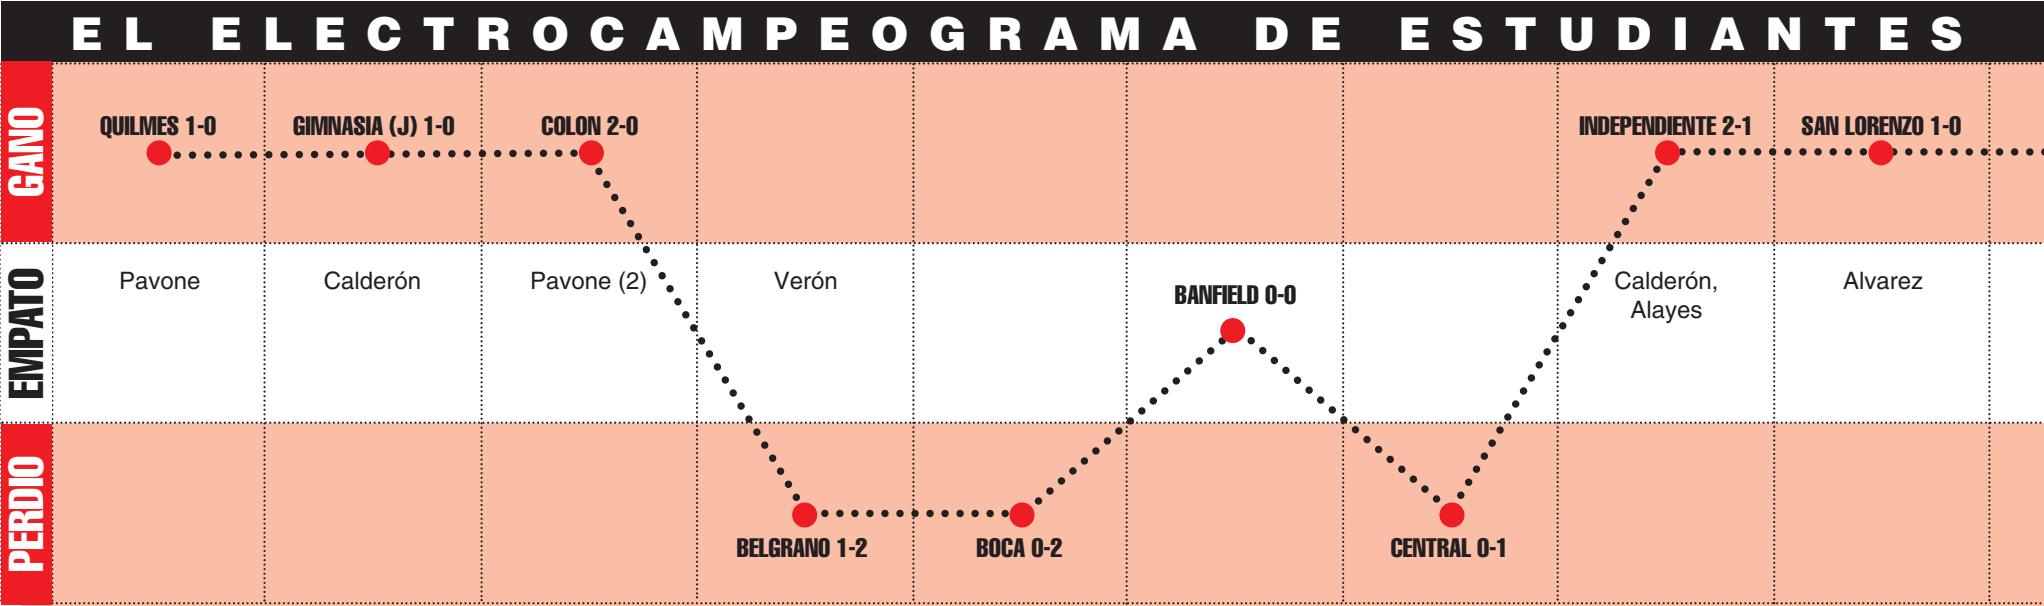 EL ELECTROCAMPEOGRAMA DE ESTUDIANTES
GANO
QUILMES 1-0
GIMNASIA (J) 1-0
COLON 2-0
INDEPENDIENTE 2-1
SAN LORENZO 1-0
EMPATO
Pavone
Calderón
Pavone (2)
Verón
BANFIELD 0-0
Calderón,
Alayes
Alvarez
PERDIO
BELGRANO 1-2
BOCA 0-2
CENTRAL 0-1